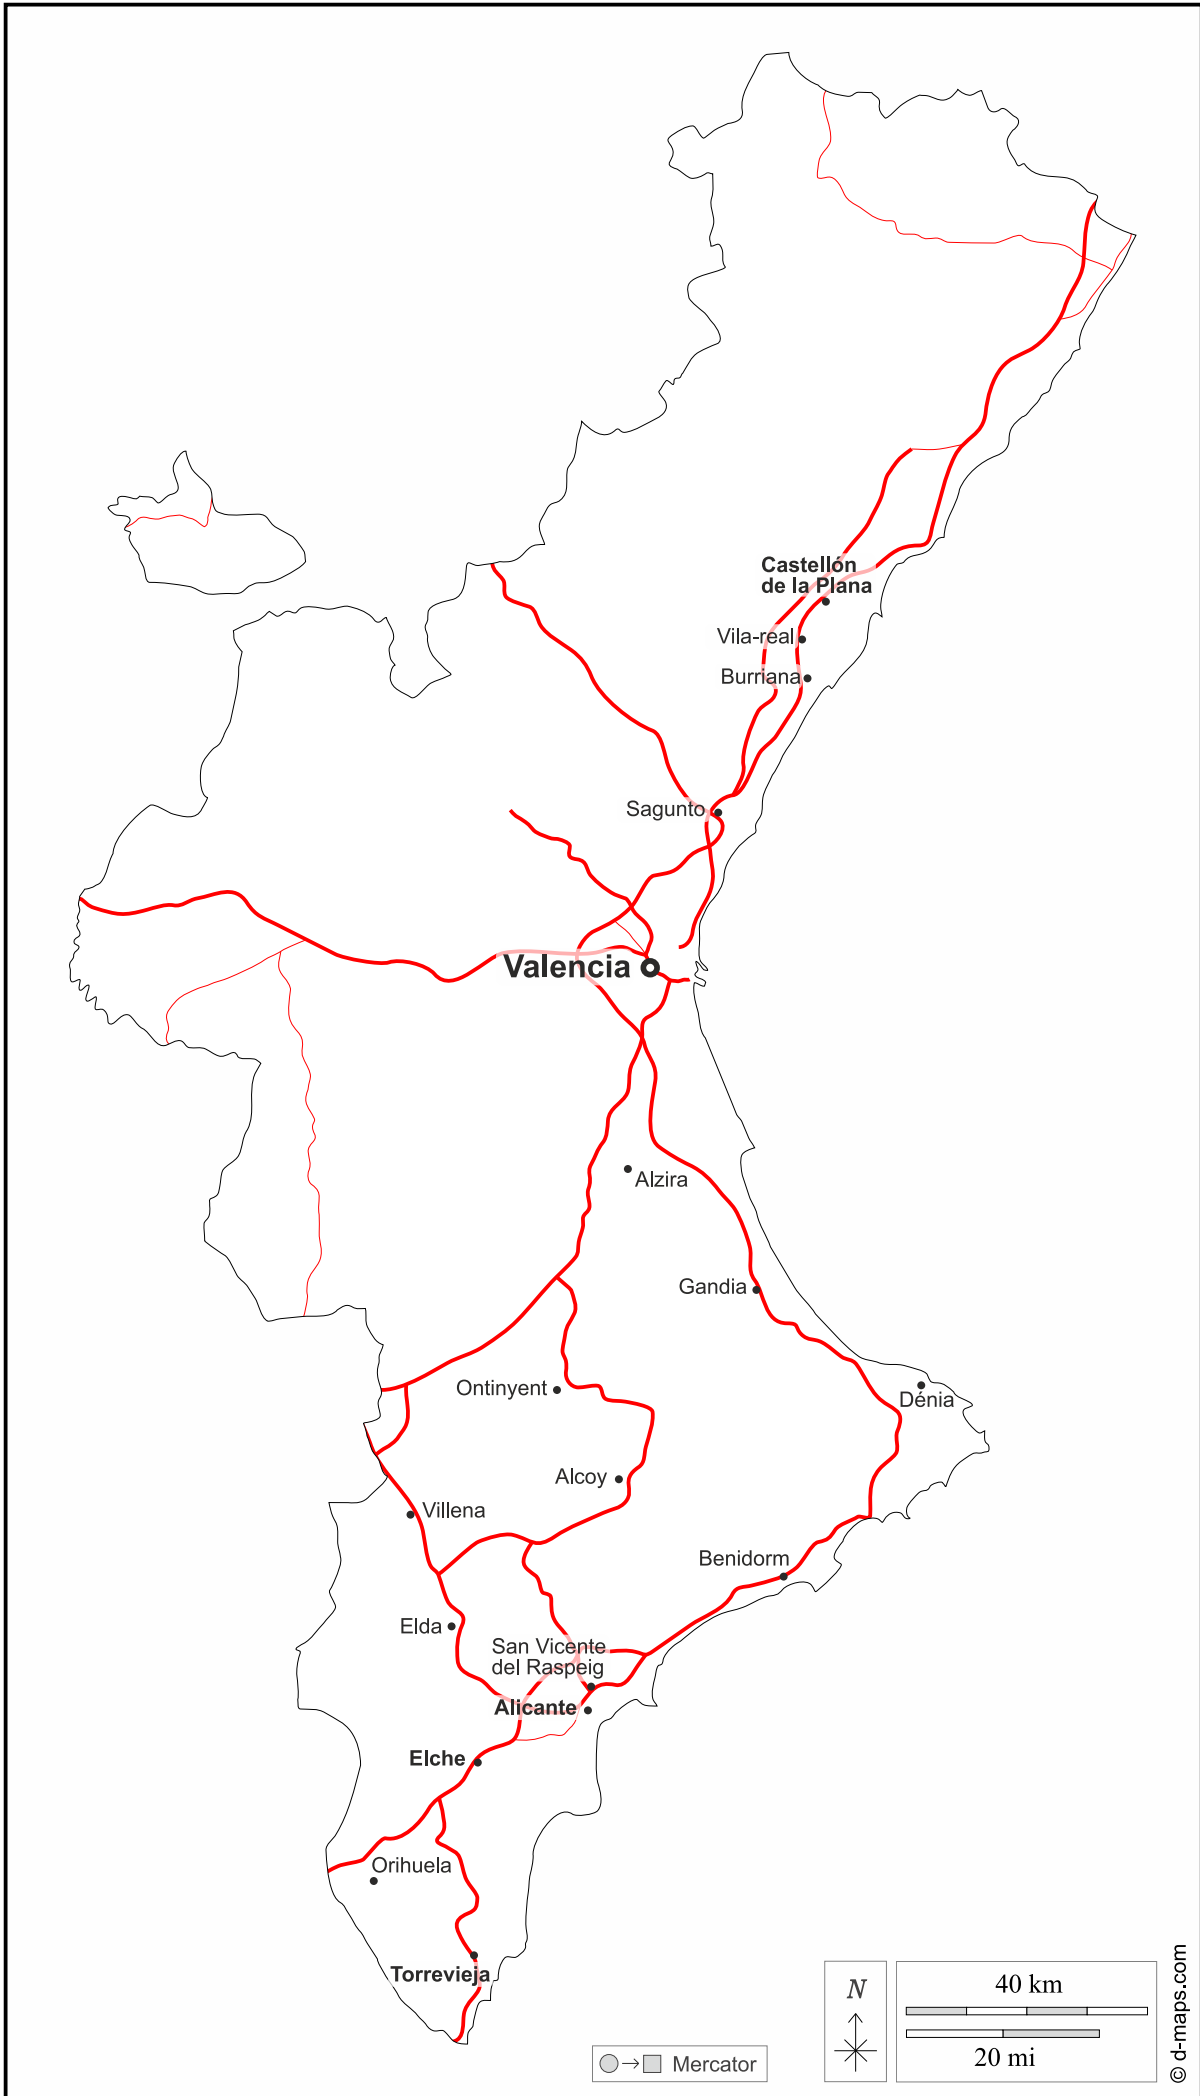 Castellón
de la Plana
Vila-real
Burriana
Sagunto
Valencia
Alzira
Gandia
Ontinyent
Dénia
Alcoy
Villena
Benidorm
Elda
San Vicente
del Raspeig
Alicante
Elche
Orihuela
Torrevieja
N
40 km
20 mi
Mercator
© d-maps.com